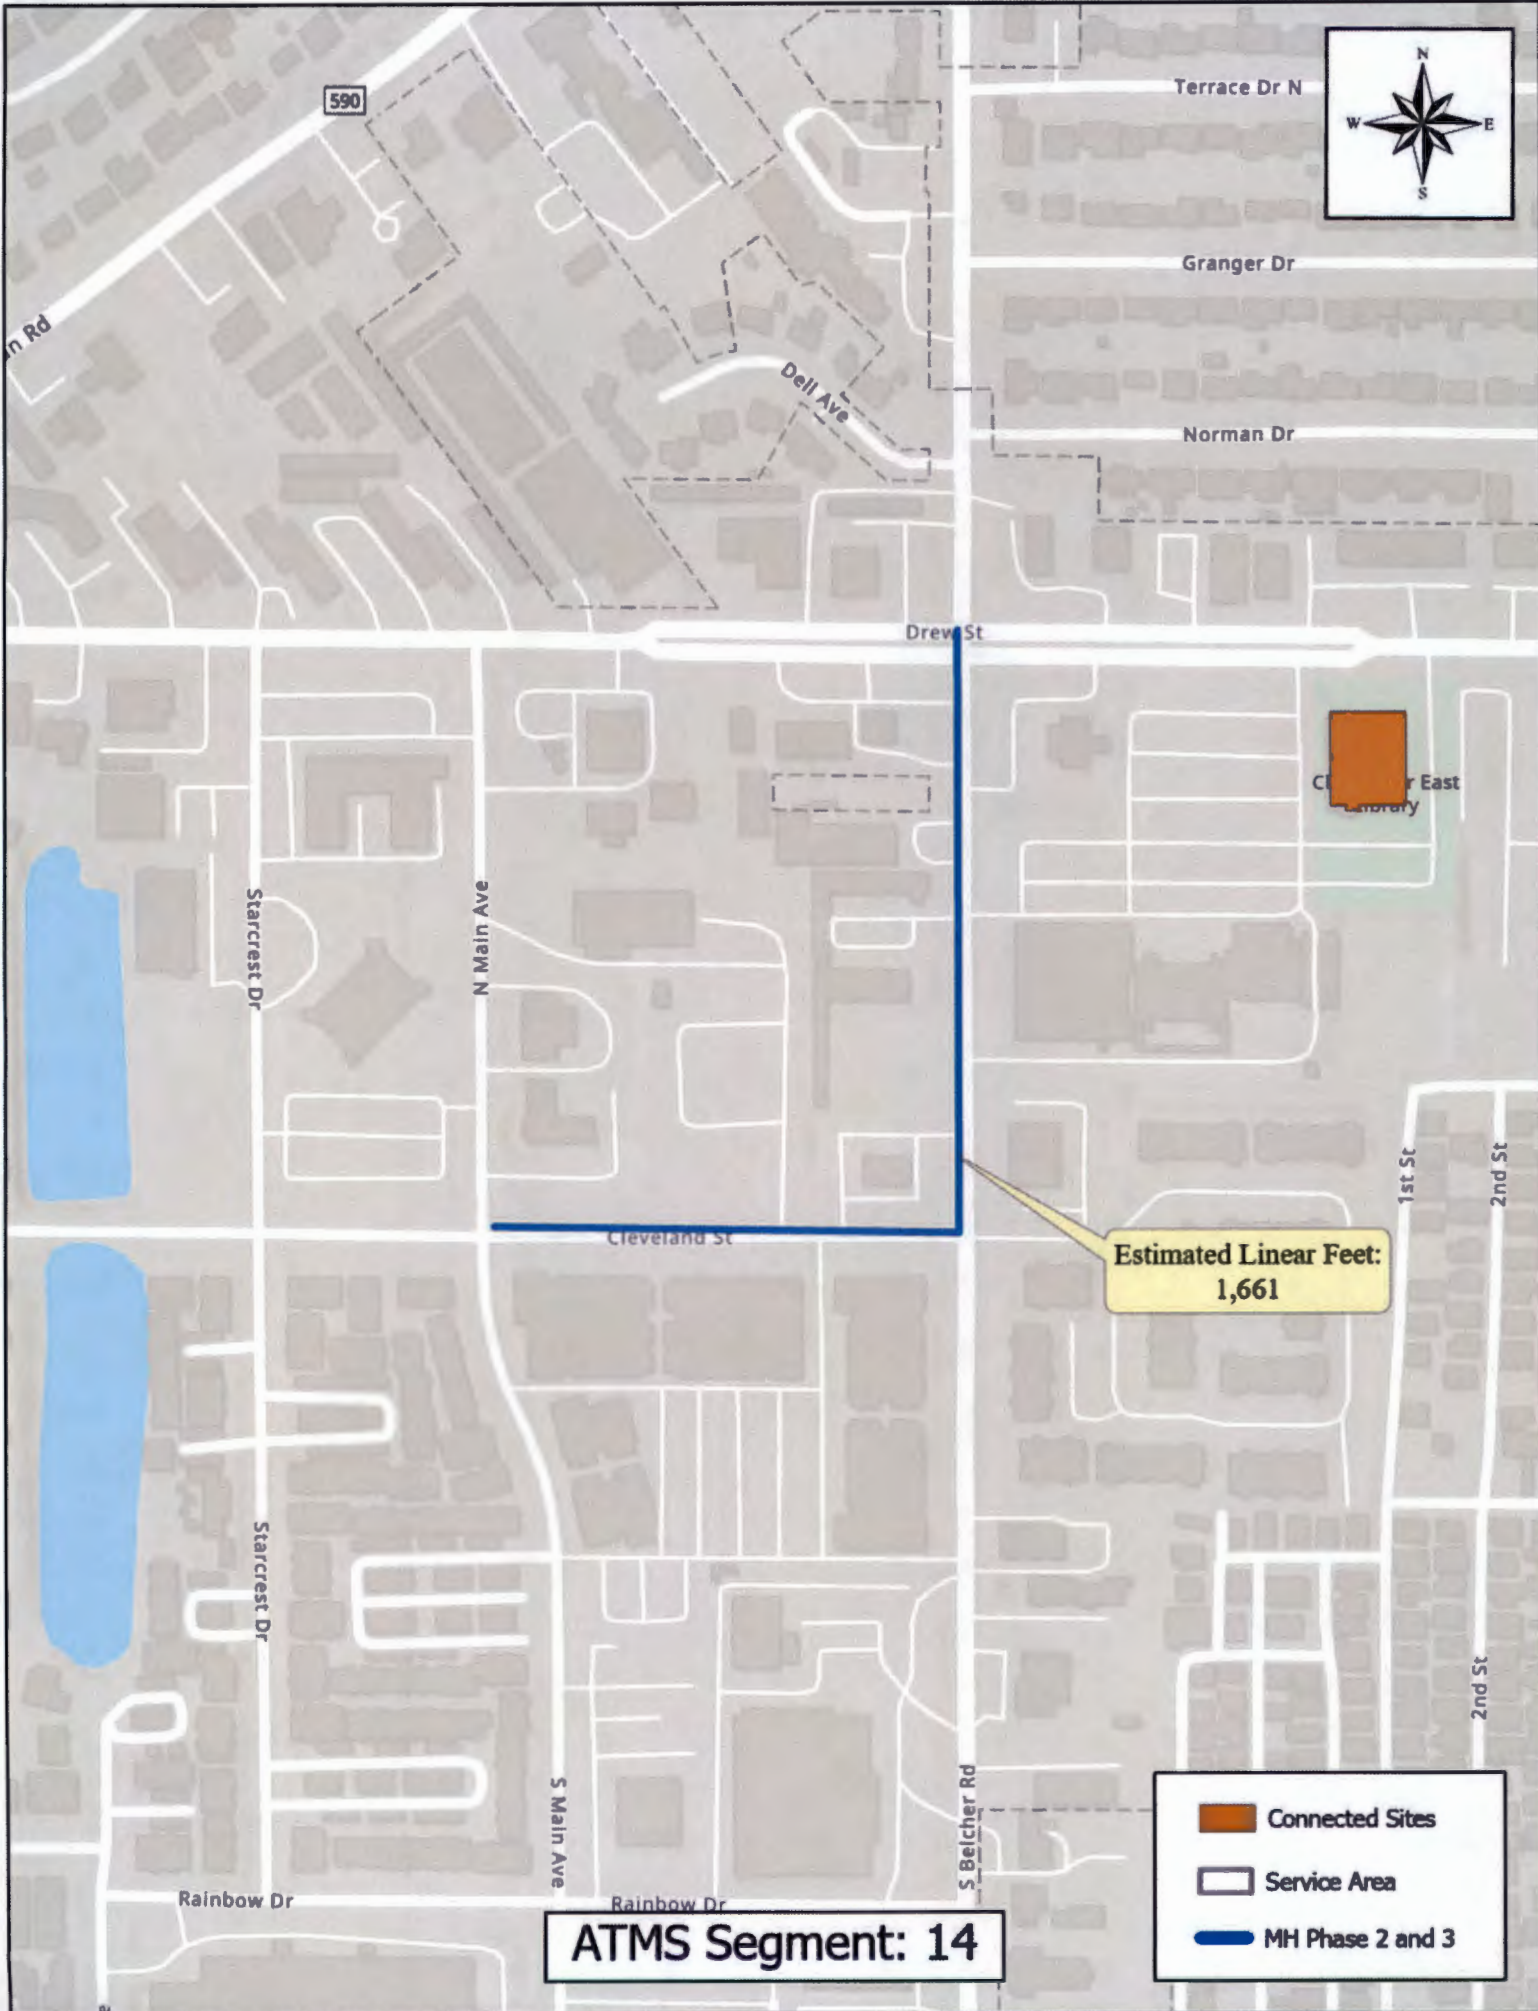 590
Terrace Dr N
N
W
E
S
Granger Dr
Rd
Dell Ave
Norman Dr
Drew St
East
Library
Starcrest Dr
N Main Ave
1st St
2nd St
Cleveland St
Estimated Linear Feet:
1,661
Starcrest Dr
2nd St
S Main Ave
S Belcher Rd
Rainbow Dr
Rainbow Dr
ATMS Segment: 14
Connected Sites
Service Area
MH Phase 2 and 3